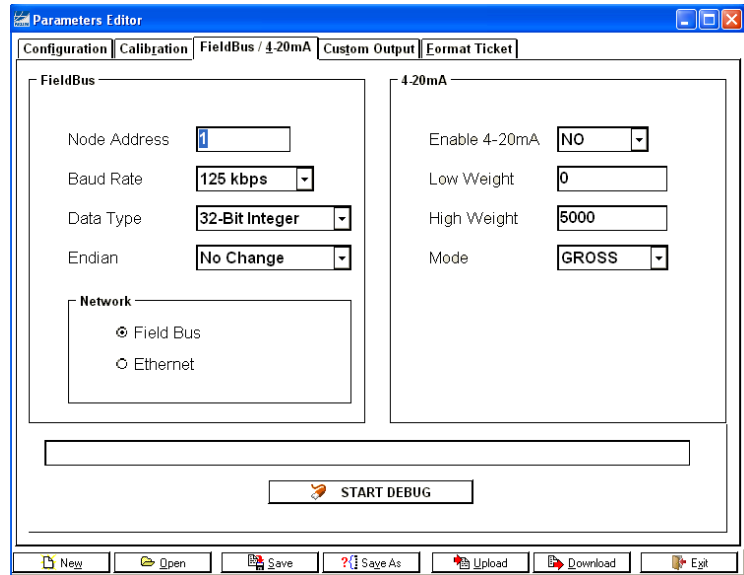 Parameters Editor
Configuration Calibration FieldBus / 4-20mA Custom Output Format Ticket
FieldBus
Node Address 1
Baud Rate 125 kbps
Data Type 32-Bit Integer
Endian No Change
Network
Field Bus
Ethernet
4-20mA
Enable 4-20mA NO
Low Weight 0
High Weight 5000
Mode GROSS
START DEBUG
New Open Save ?{} Save As Upload Download Exit